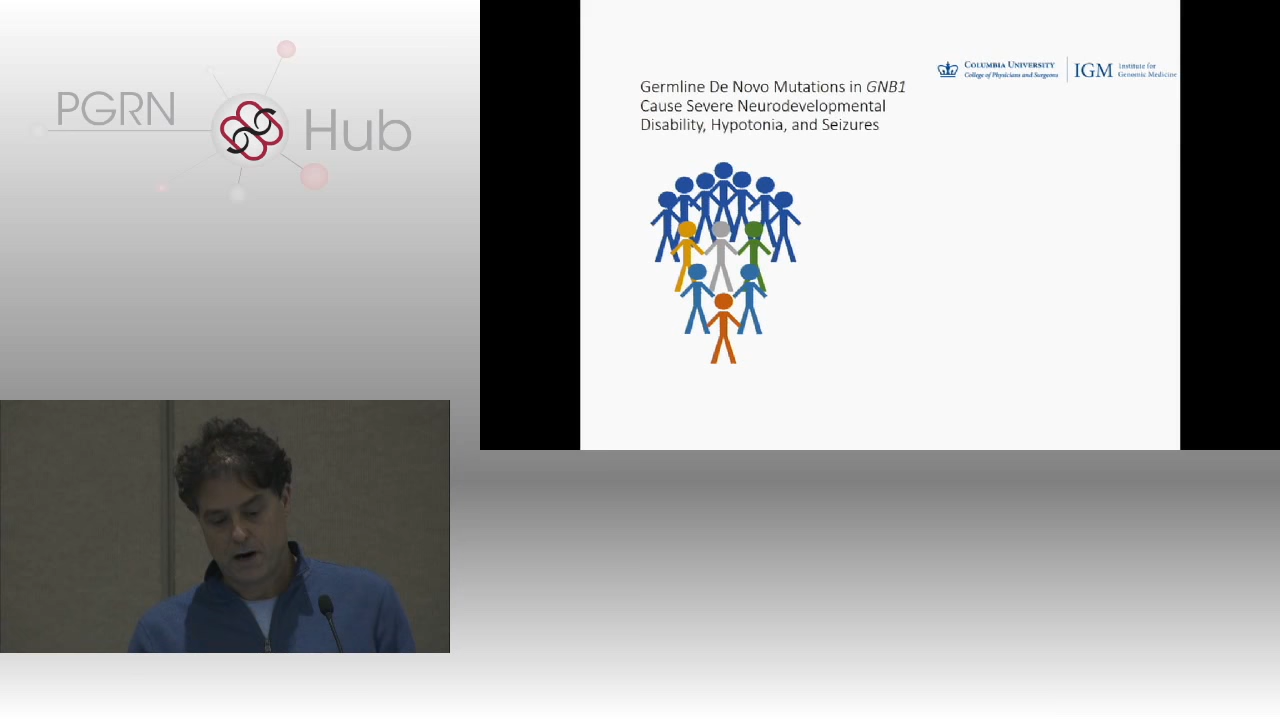 PGRN
Hub
COLUMBIA UNIVERSITY
College of Physicians and Surgeons
IGM
Institute for
Genomic Medicine
Germline De Novo Mutations in GNB1
Cause Severe Neurodevelopmental
Disability, Hypotonia, and Seizures